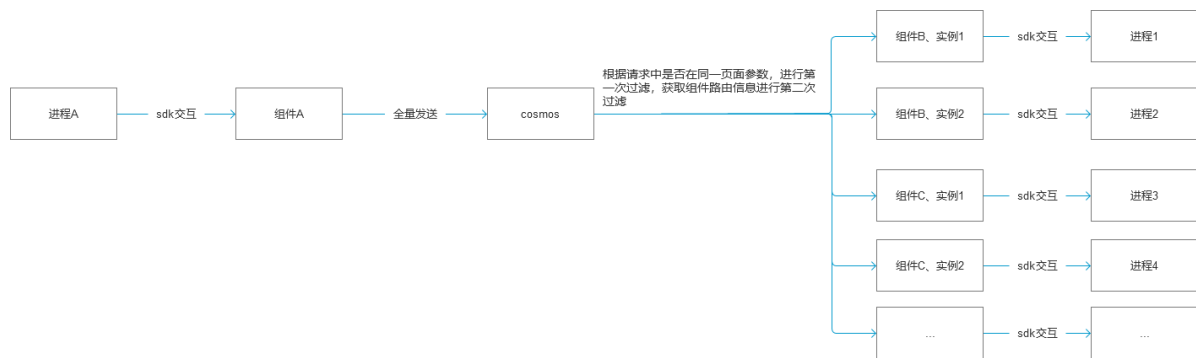 进程A
sdk交互
组件A
全量发送
cosmos
根据请求中是否在同一页面参数，进行第
一次过滤，获取组件路由信息进行第二次
过滤
组件B、实例1
sdk交互
进程1
组件B、实例2
sdk交互
进程2
组件C、实例1
sdk交互
进程3
组件C、实例2
sdk交互
进程4
...
sdk交互
...